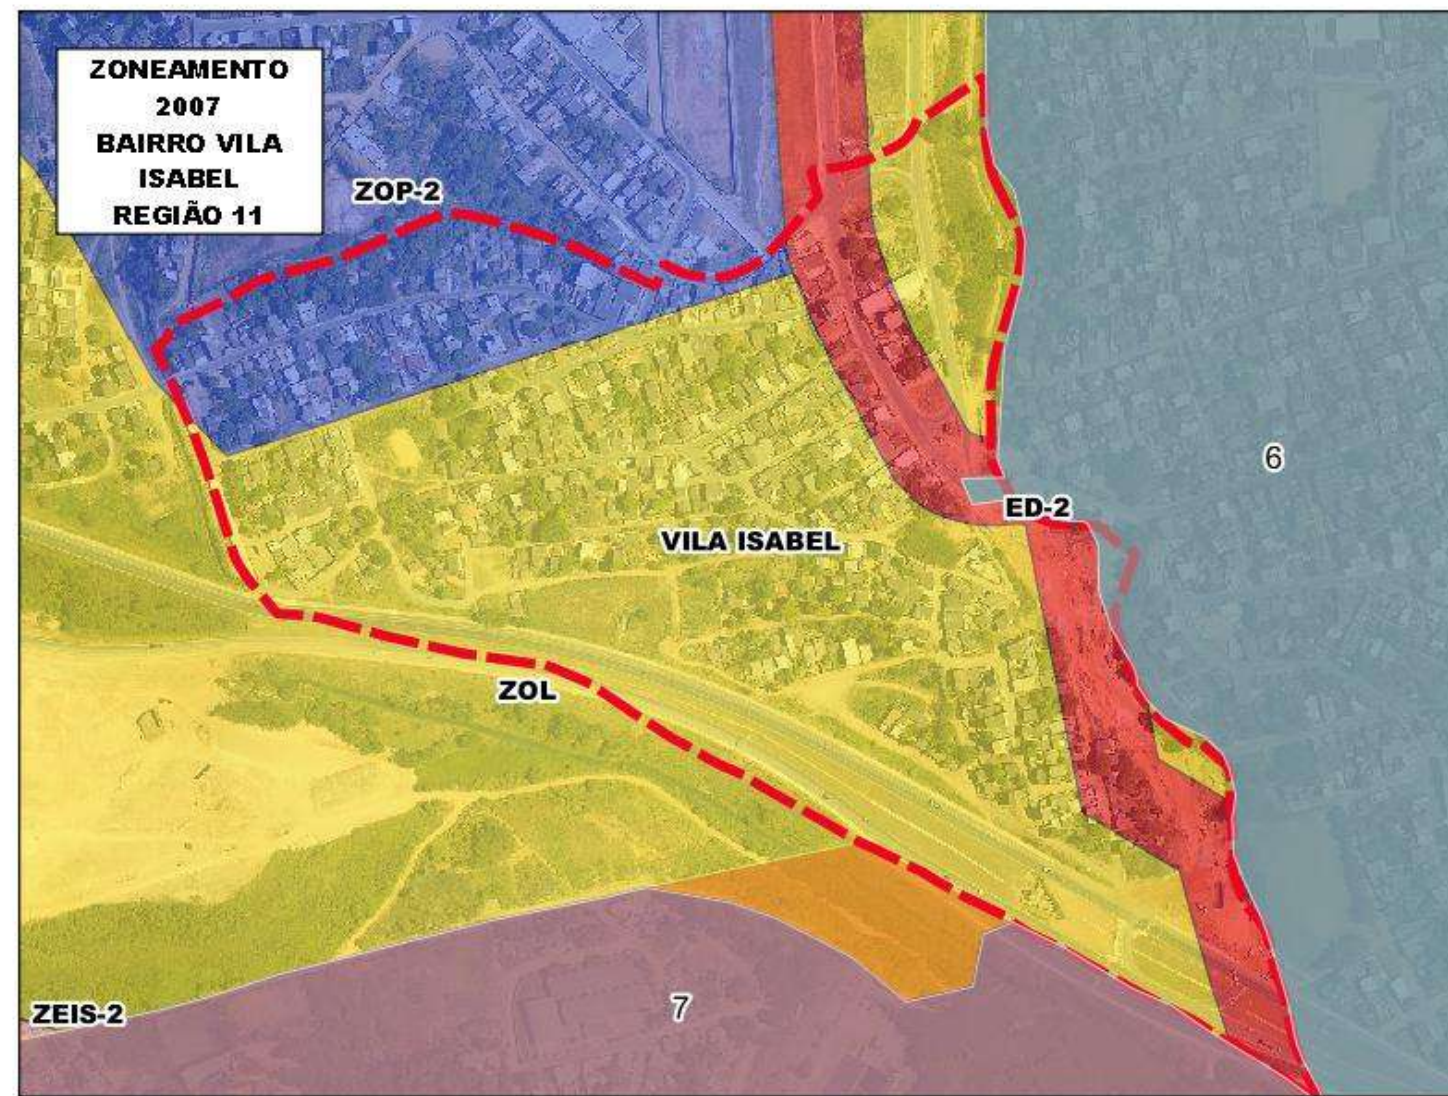 ZONEAMENTO
2007
BAIRRO VILA
ISABEL
REGIÃO 11
ZOP-2
6
ED-2
VILA ISABEL
ZOL
7
ZEIS-2